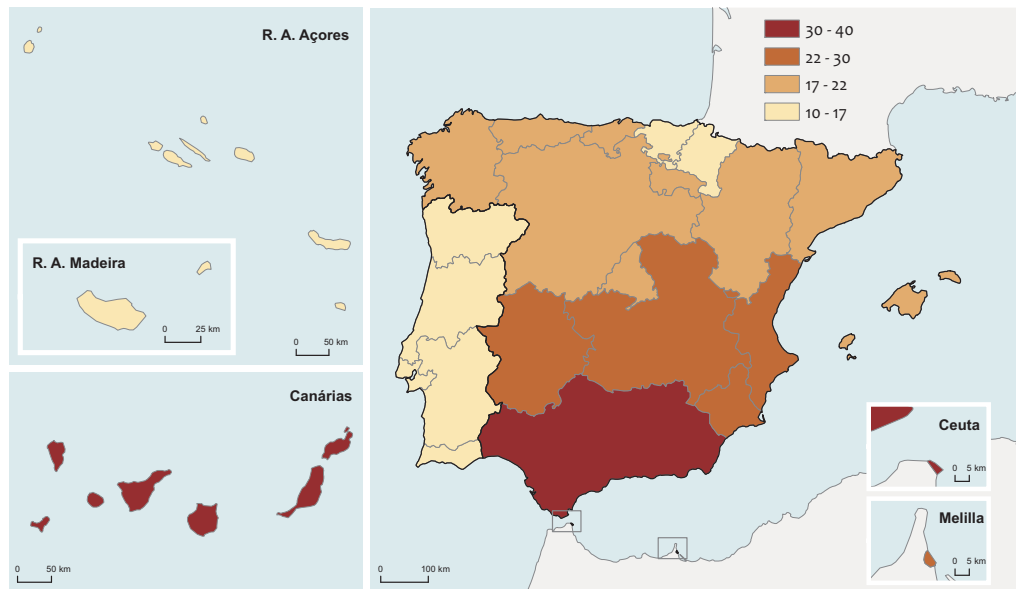 R. A. Açores
R. A. Madeira
0 25 km
0 50 km
Canárias
0 50 km
30 - 40
22 - 30
17 - 22
10 - 17
0 100 km
Ceuta
0 5 km
Melilla
0 5 km